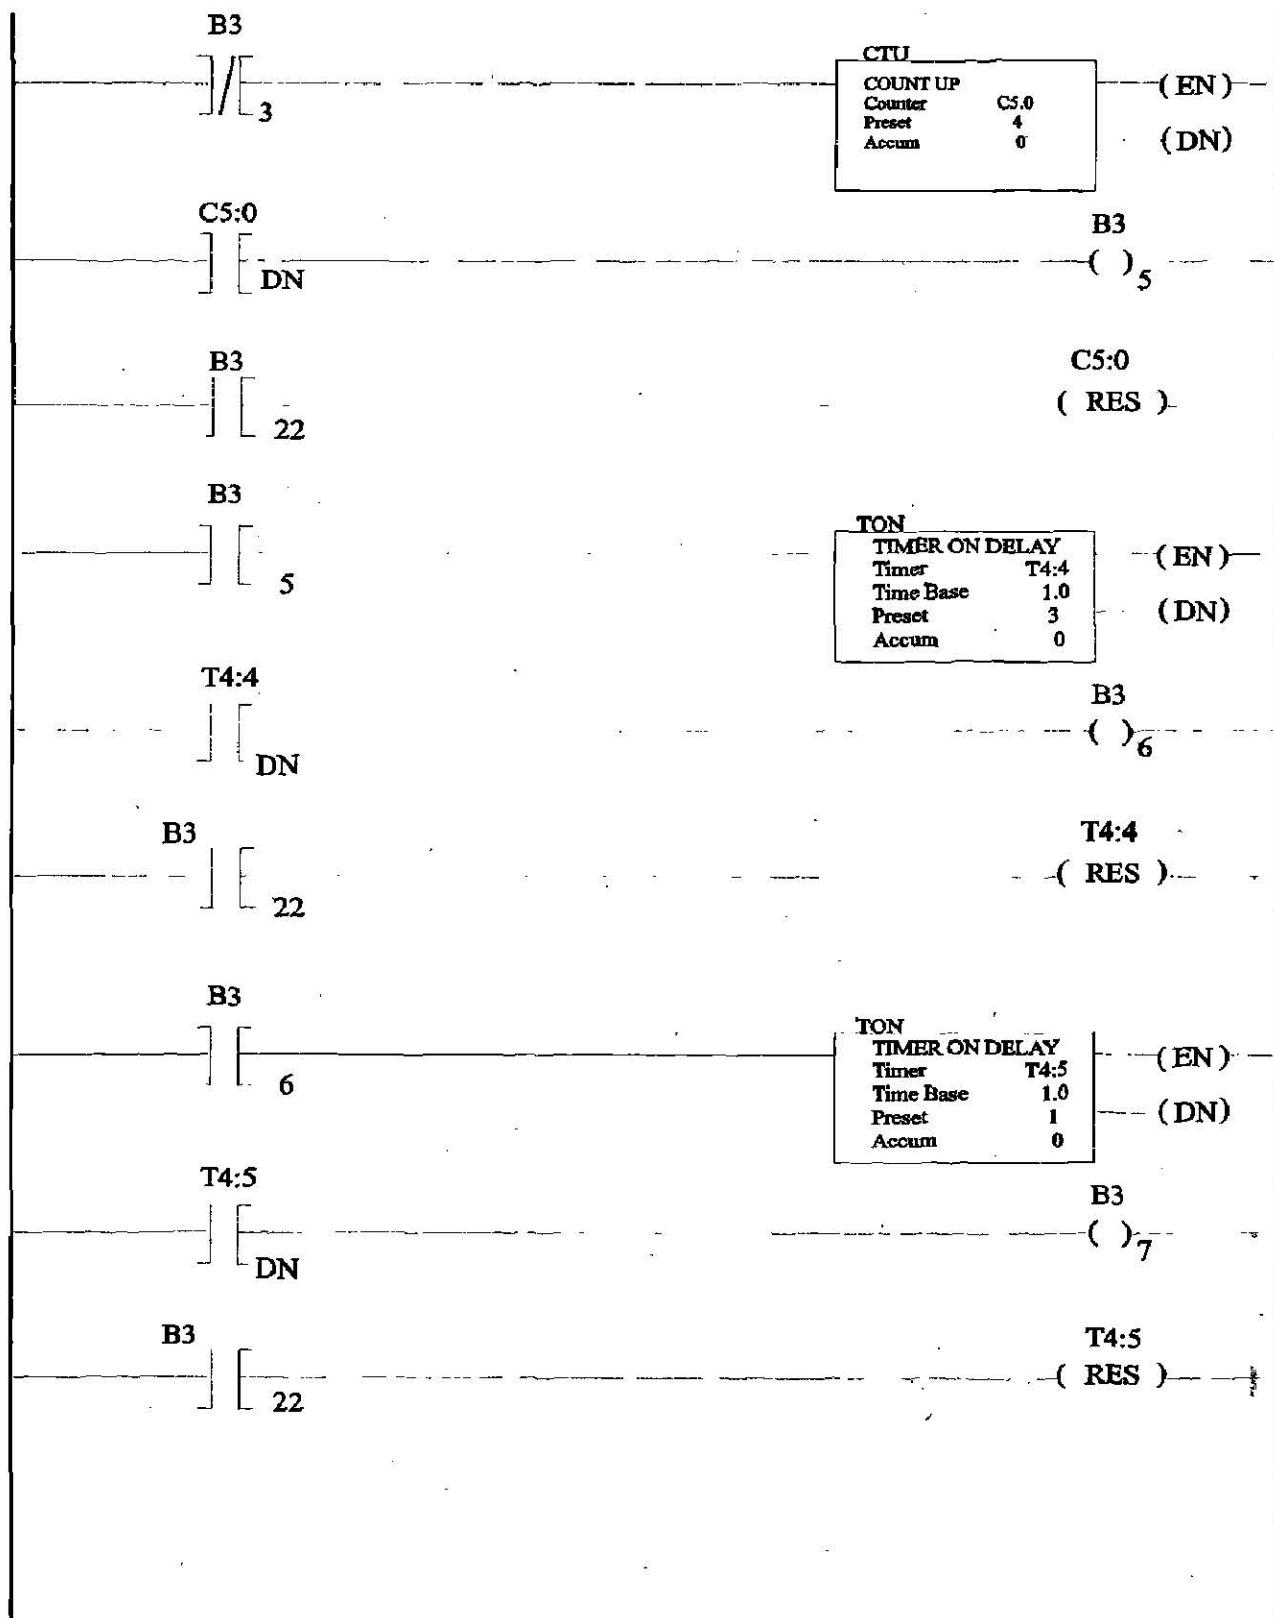 B3
3
CTU
COUNT UP
Counter C5.0
Preset 4
Accum 0
(EN)
(DN)
C5:0
DN
B3
( )5
B3
22
C5:0
( RES )
B3
5
TON
TIMER ON DELAY
Timer T4:4
Time Base 1.0
Preset 3
Accum 0
(EN)
(DN)
T4:4
DN
B3
( )6
B3
22
T4:4
( RES )
B3
6
TON
TIMER ON DELAY
Timer T4:5
Time Base 1.0
Preset 1
Accum 0
(EN)
(DN)
T4:5
DN
B3
( )7
B3
22
T4:5
( RES )